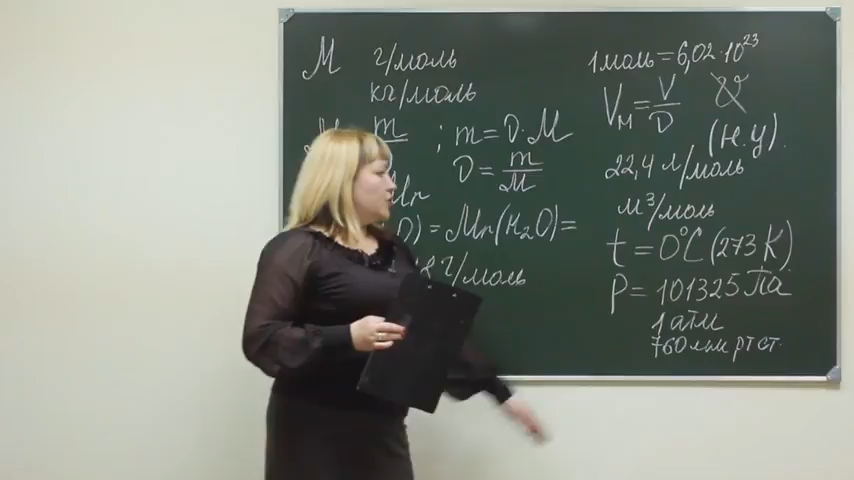 M г/моль
кг/моль
m ; m = ν·M
ν = m/M
Mr
O) = Mr(H₂O) =
18 г/моль
1 моль = 6,02·10²³
Vм = V/ν
(н.у.)
22,4 л/моль
м³/моль
t = 0°C (273 K)
P = 101325 Па
1 атм
760 мм рт ст.